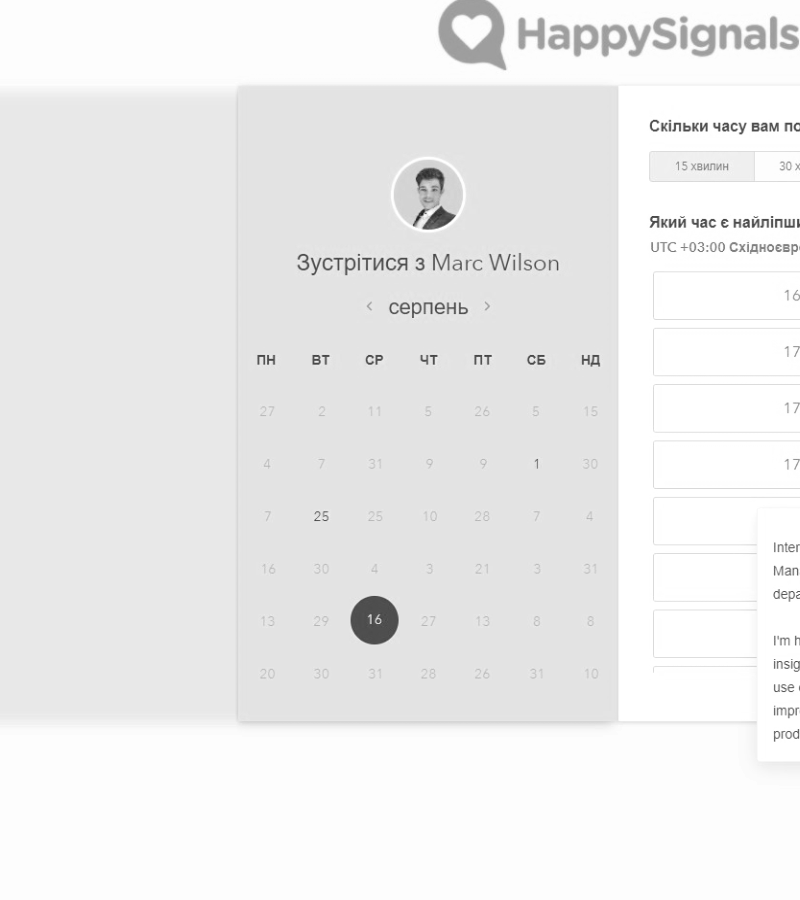 HappySignals
Зустрітися з Marc Wilson
серпень
ПН ВТ СР ЧТ ПТ СБ НД
27 2 11 5 26 5 15
4 7 31 9 9 1 30
7 25 25 10 28 7 4
16 30 4 3 21 3 31
13 29 16 27 13 8 8
20 30 31 28 26 31 10
Скільки часу вам по
15 хвилин 30 х
Який час є найліпши
UTC +03:00 Східноєвр
16
17
17
17
Inter
Man
depa
I'm h
insig
use
impr
prod